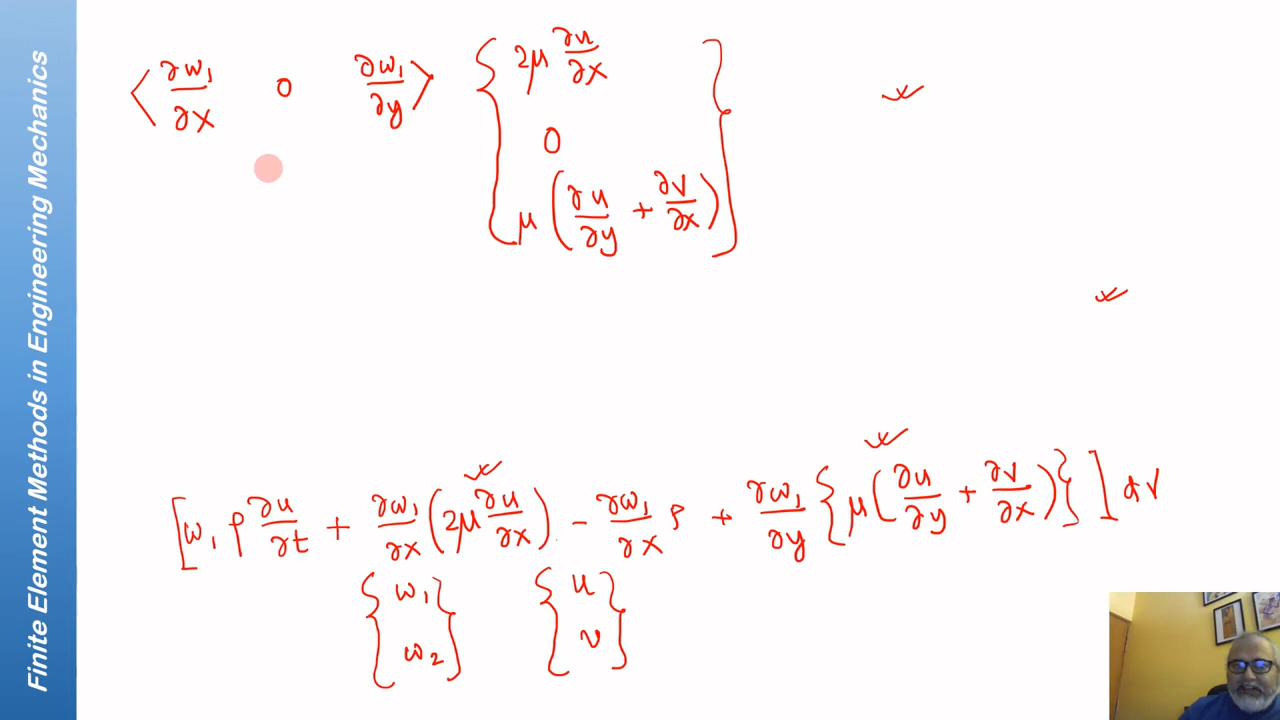 Finite Element Methods in Engineering Mechanics
⟨ ∂w₁/∂x 0 ∂w₁/∂y ⟩ { 2μ ∂u/∂x
0
μ ( ∂u/∂y + ∂v/∂x ) }
[ w₁ ρ ∂u/∂t + ∂w₁/∂x ( 2μ ∂u/∂x ) - ∂w₁/∂x p + ∂w₁/∂y { μ ( ∂u/∂y + ∂v/∂x ) } ] dV
{ w₁ w₂ } { u v }